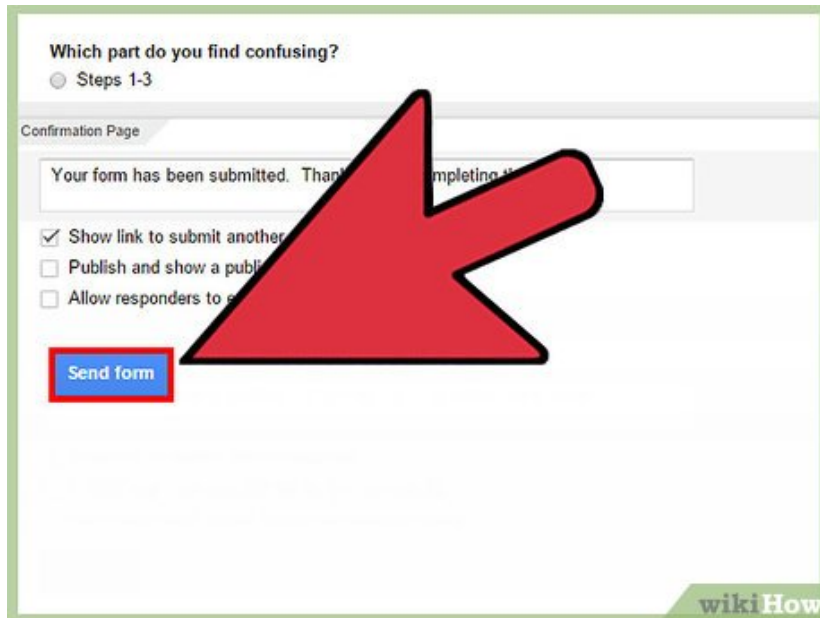 Which part do you find confusing?
Steps 1-3
Confirmation Page
Your form has been submitted. Than
Show link to submit another
Publish and show a publi
Allow responders to e
Send form
wikiHow